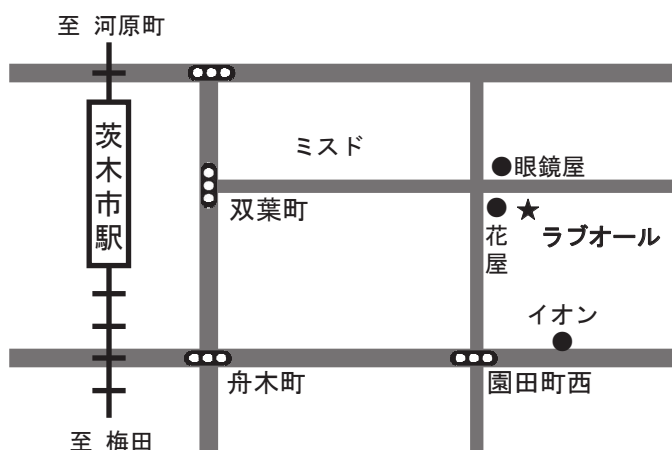 至 河原町
茨木市駅
ミスド
眼鏡屋
双葉町
花屋
★
ラブオール
イオン
舟木町
園田町西
至 梅田